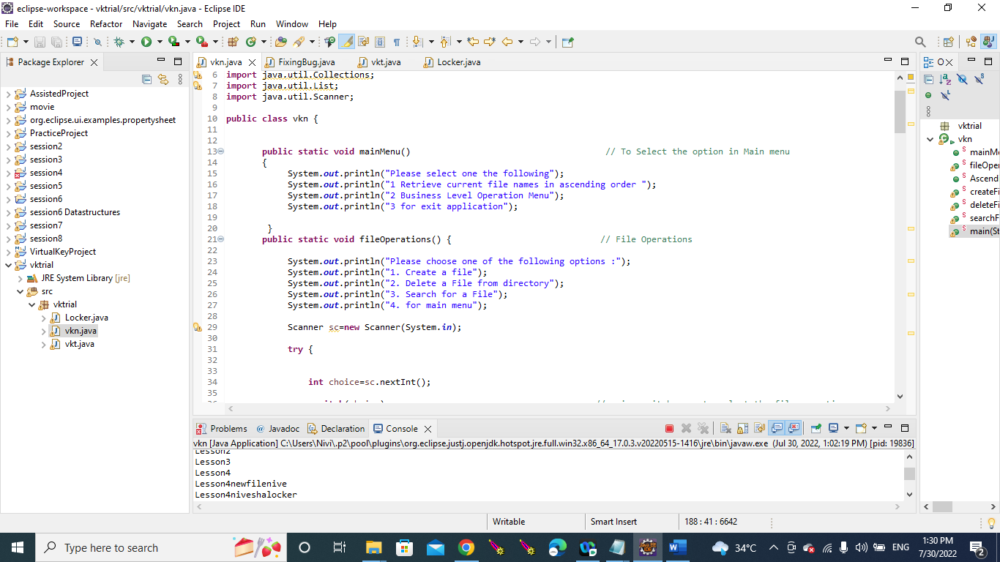 eclipse-workspace - vktrial/src/vktrial/vkn.java - Eclipse IDE
File Edit Source Refactor Navigate Search Project Run Window Help
Package Explorer
AssistedProject
movie
org.eclipse.ui.examples.propertysheet
PracticeProject
session2
session3
session4
session5
session6
session6 Datastructures
session7
session8
VirtualKeyProject
vktrial
JRE System Library [jre]
src
vktrial
Locker.java
vkn.java
vkt.java
vkn.java FixingBug.java vkt.java Locker.java
6 import java.util.Collections;
7 import java.util.List;
8 import java.util.Scanner;
9
10 public class vkn {
11
12
13 public static void mainMenu() // To Select the option in Main menu
14 {
15 System.out.println("Please select one the following");
16 System.out.println("1 Retrieve current file names in ascending order ");
17 System.out.println("2 Business Level Operation Menu");
18 System.out.println("3 for exit application");
19
20 }
21 public static void fileOperations() { // File Operations
22
23 System.out.println("Please choose one of the following options :");
24 System.out.println("1. Create a file");
25 System.out.println("2. Delete a File from directory");
26 System.out.println("3. Search for a File");
27 System.out.println("4. for main menu");
28
29 Scanner sc=new Scanner(System.in);
30
31 try {
32
33
34 int choice=sc.nextInt();
35
O
vktrial
vkn
mainMe
fileOper
Ascend
createFi
deleteFi
searchF
main(St
Problems @ Javadoc Declaration Console
vkn [Java Application] C:\Users\Nivi\.p2\pool\plugins\org.eclipse.justj.openjdk.hotspot.jre.full.win32.x86_64_17.0.3.v20220515-1416\jre\bin\javaw.exe (Jul 30, 2022, 1:02:19 PM) [pid: 19836]
Lesson2
Lesson3
Lesson4
Lesson4newfilenive
Lesson4niveshalocker
Writable Smart Insert 188 : 41 : 6642
Type here to search
34°C ENG
1:30 PM
7/30/2022
2